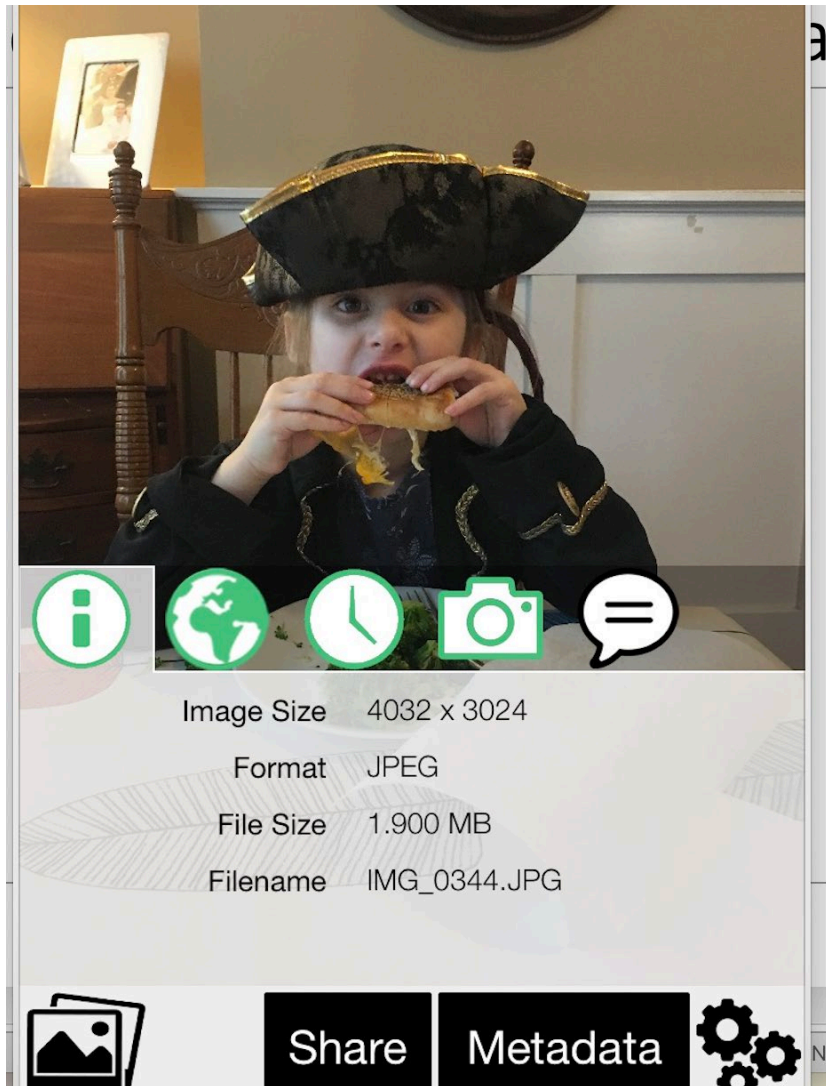 Image Size 4032 x 3024
Format JPEG
File Size 1.900 MB
Filename IMG_0344.JPG
Share Metadata